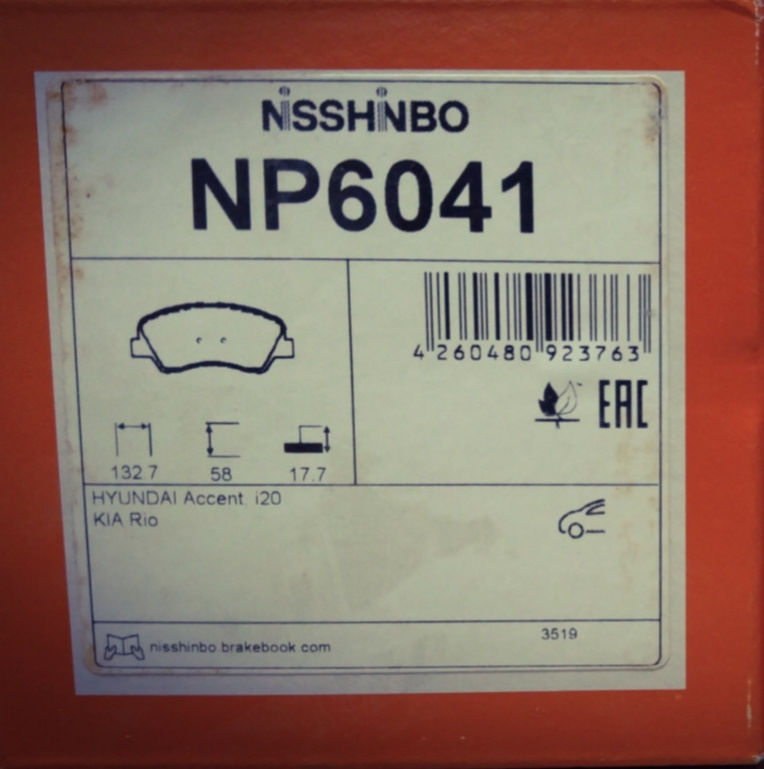 NiSSHiNBO
NP6041
4 260480 923763
EAC
132.7 58 17.7
HYUNDAI Accent, i20
KIA Rio
3519
nisshinbo.brakebook.com